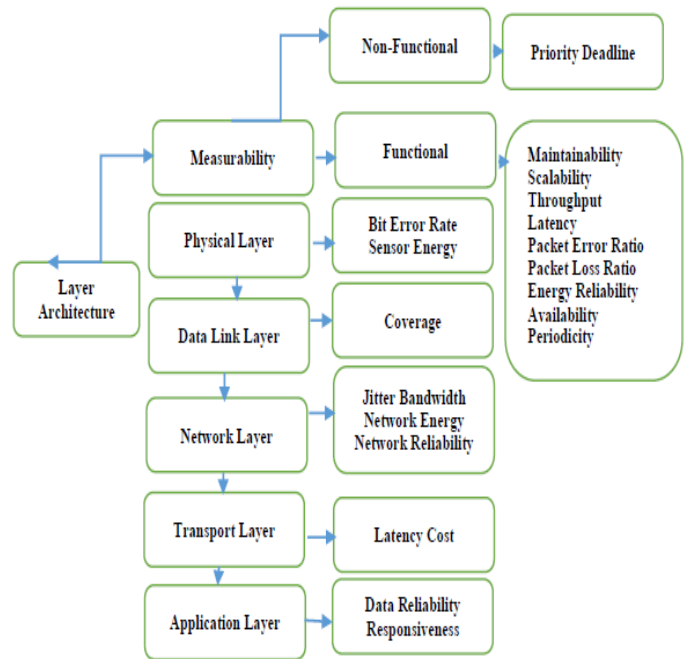 Non-Functional
Priority Deadline
Measurability
Functional
Maintainability
Scalability
Throughput
Latency
Packet Error Ratio
Packet Loss Ratio
Energy Reliability
Availability
Periodicity
Physical Layer
Bit Error Rate
Sensor Energy
Layer
Architecture
Data Link Layer
Coverage
Network Layer
Jitter Bandwidth
Network Energy
Network Reliability
Transport Layer
Latency Cost
Application Layer
Data Reliability
Responsiveness